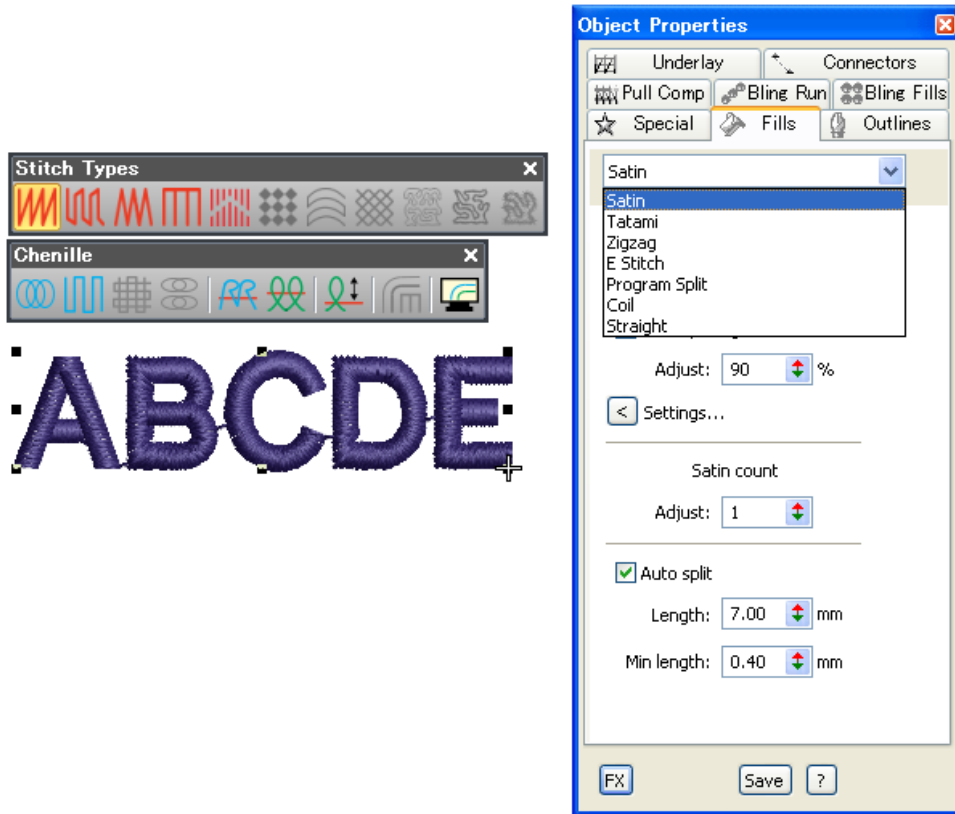 Stitch Types
Chenille
ABCDE
Object Properties
Underlay
Connectors
Pull Comp
Bling Run
Bling Fills
Special
Fills
Outlines
Satin
Satin
Tatami
Zigzag
E Stitch
Program Split
Coil
Straight
Adjust: 90 %
< Settings...
Satin count
Adjust: 1
Auto split
Length: 7.00 mm
Min length: 0.40 mm
FX
Save
?